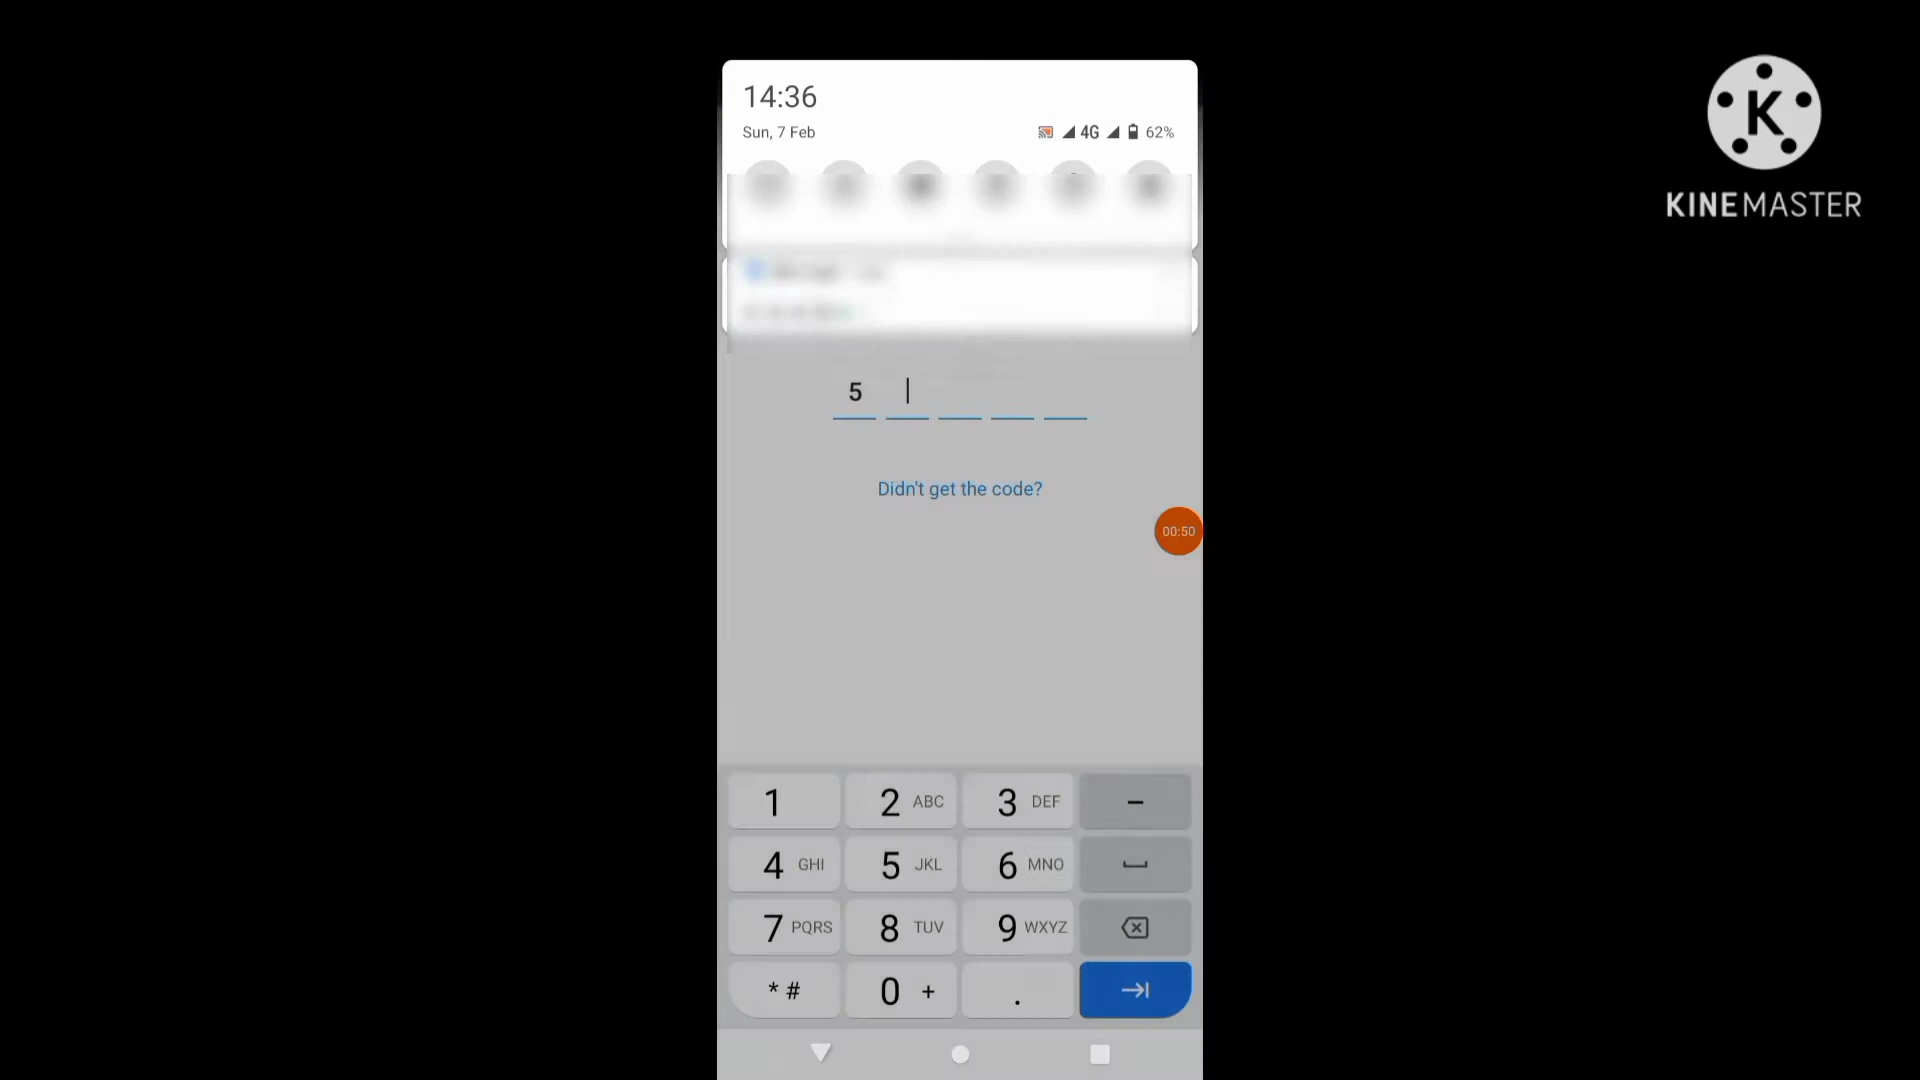 14:36
Sun, 7 Feb
4G
62%
K
KINEMASTER
5
Didn't get the code?
00:50
1
2 ABC
3 DEF
-
4 GHI
5 JKL
6 MNO
7 PQRS
8 TUV
9 WXYZ
* #
0 +
.